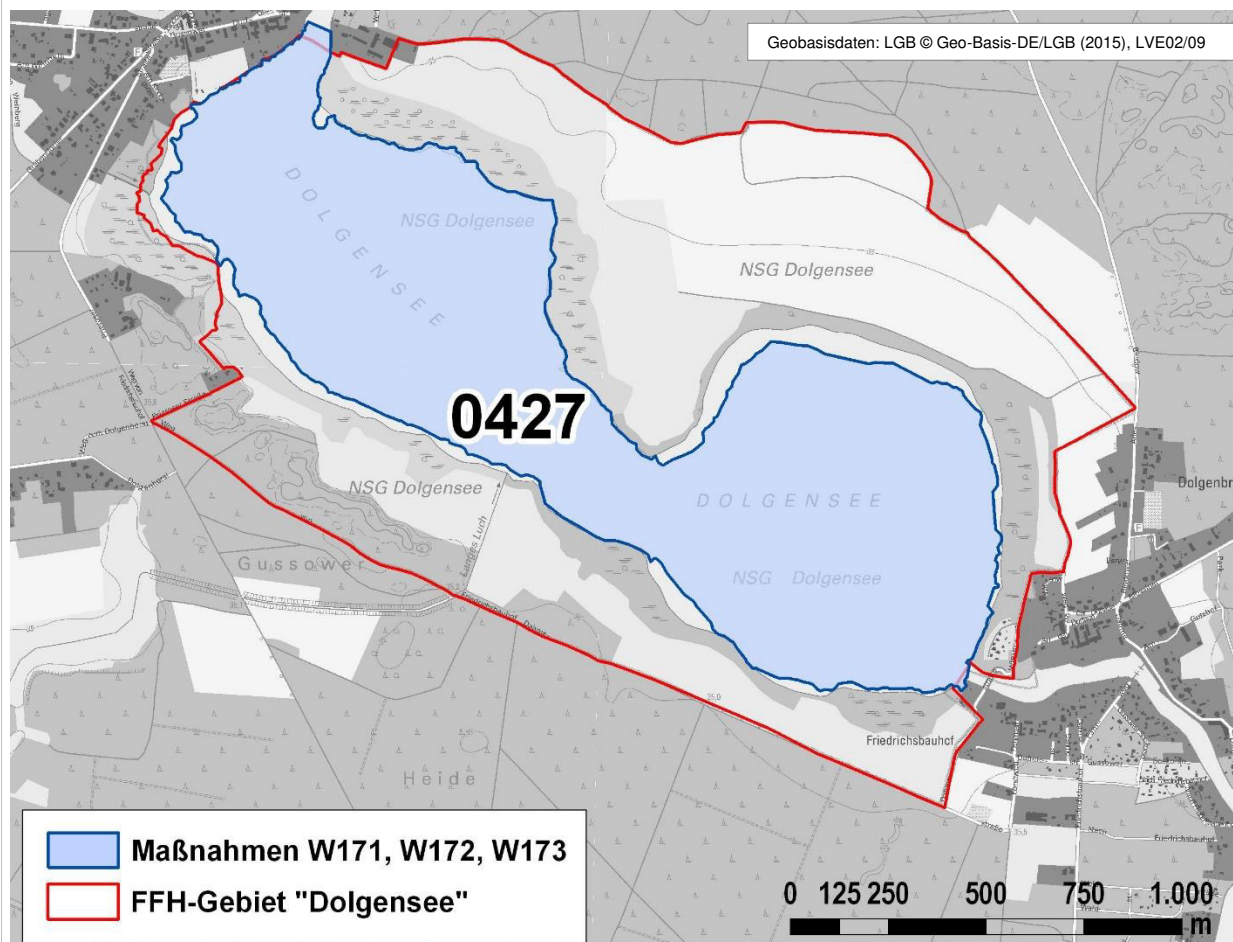 Geobasisdaten: LGB © Geo-Basis-DE/LGB (2015), LVE02/09
DOLGENSEE
NSG Dolgensee
NSG Dolgensee
0427
NSG Dolgensee
DOLGENSEE
NSG Dolgensee
Dolgenbr
Langes Luch
Gussower
Friedrichsbauhof
Heide
Maßnahmen W171, W172, W173
FFH-Gebiet "Dolgensee"
0 125 250 500 750 1.000
m